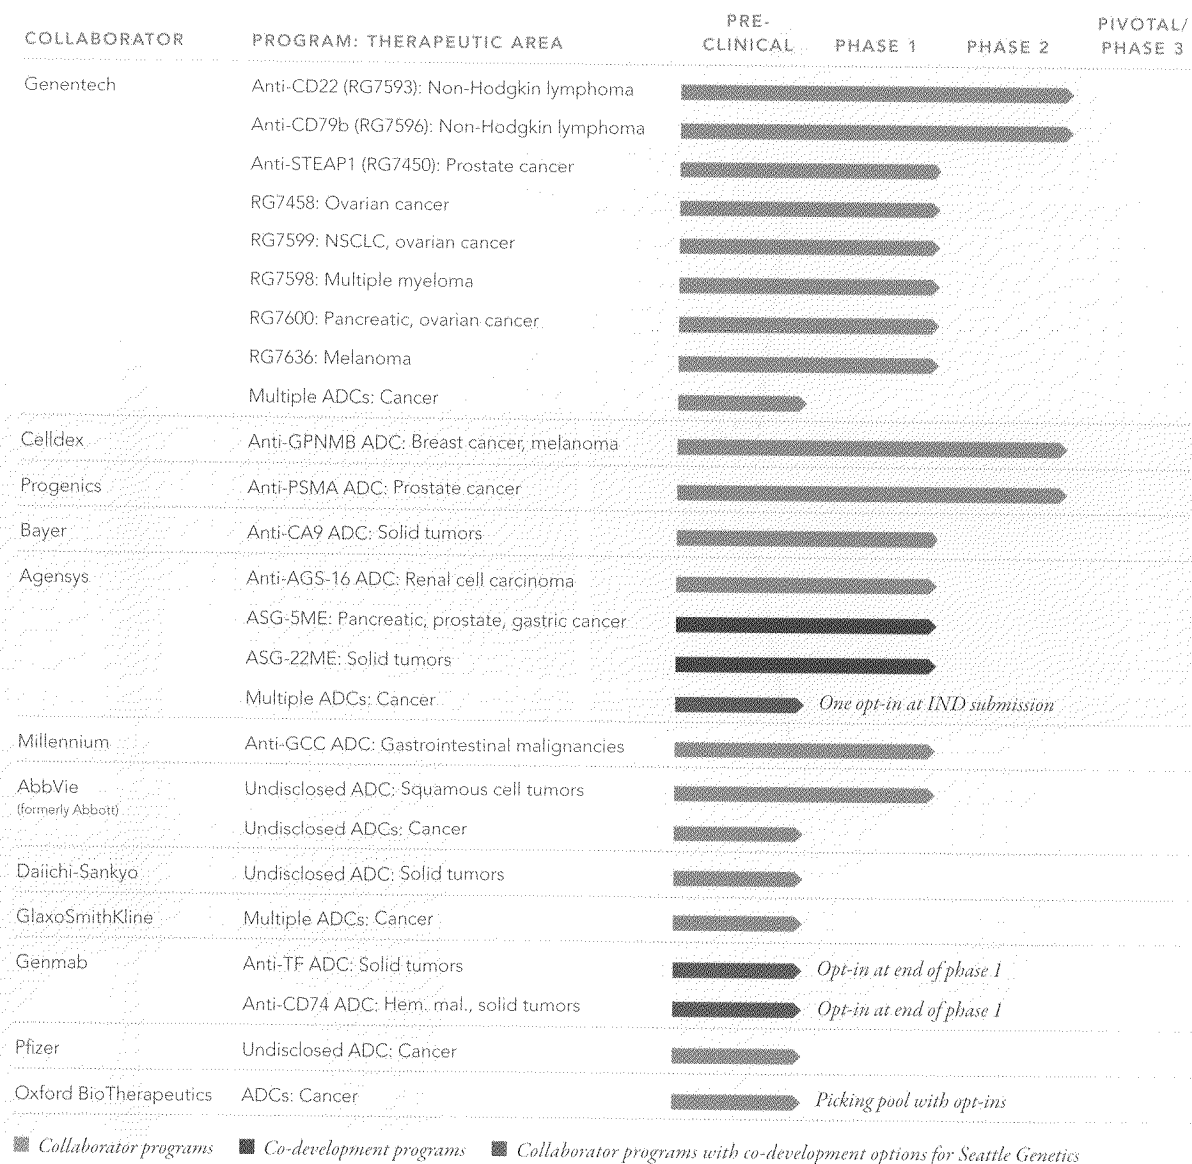 COLLABORATOR PROGRAM: THERAPEUTIC AREA PRE-CLINICAL PHASE 1 PHASE 2 PIVOTAL/PHASE 3
Genentech Anti-CD22 (RG7593): Non-Hodgkin lymphoma
Anti-CD79b (RG7596): Non-Hodgkin lymphoma
Anti-STEAP1 (RG7450): Prostate cancer
RG7458: Ovarian cancer
RG7599: NSCLC, ovarian cancer
RG7598: Multiple myeloma
RG7600: Pancreatic, ovarian cancer
RG7636: Melanoma
Multiple ADCs: Cancer
Celldex Anti-GPNMB ADC: Breast cancer, melanoma
Progenics Anti-PSMA ADC: Prostate cancer
Bayer Anti-CA9 ADC: Solid tumors
Agensys Anti-AGS-16 ADC: Renal cell carcinoma
ASG-5ME: Pancreatic, prostate, gastric cancer
ASG-22ME: Solid tumors
Multiple ADCs: Cancer One opt-in at IND submission
Millennium Anti-GCC ADC: Gastrointestinal malignancies
AbbVie Undisclosed ADC: Squamous cell tumors
(formerly Abbott)
Undisclosed ADCs: Cancer
Daiichi-Sankyo Undisclosed ADC: Solid tumors
GlaxoSmithKline Multiple ADCs: Cancer
Genmab Anti-TF ADC: Solid tumors Opt-in at end of phase 1
Anti-CD74 ADC: Hem. mal., solid tumors Opt-in at end of phase 1
Pfizer Undisclosed ADC: Cancer
Oxford BioTherapeutics ADCs: Cancer Picking pool with opt-ins
Collaborator programs Co-development programs Collaborator programs with co-development options for Seattle Genetics